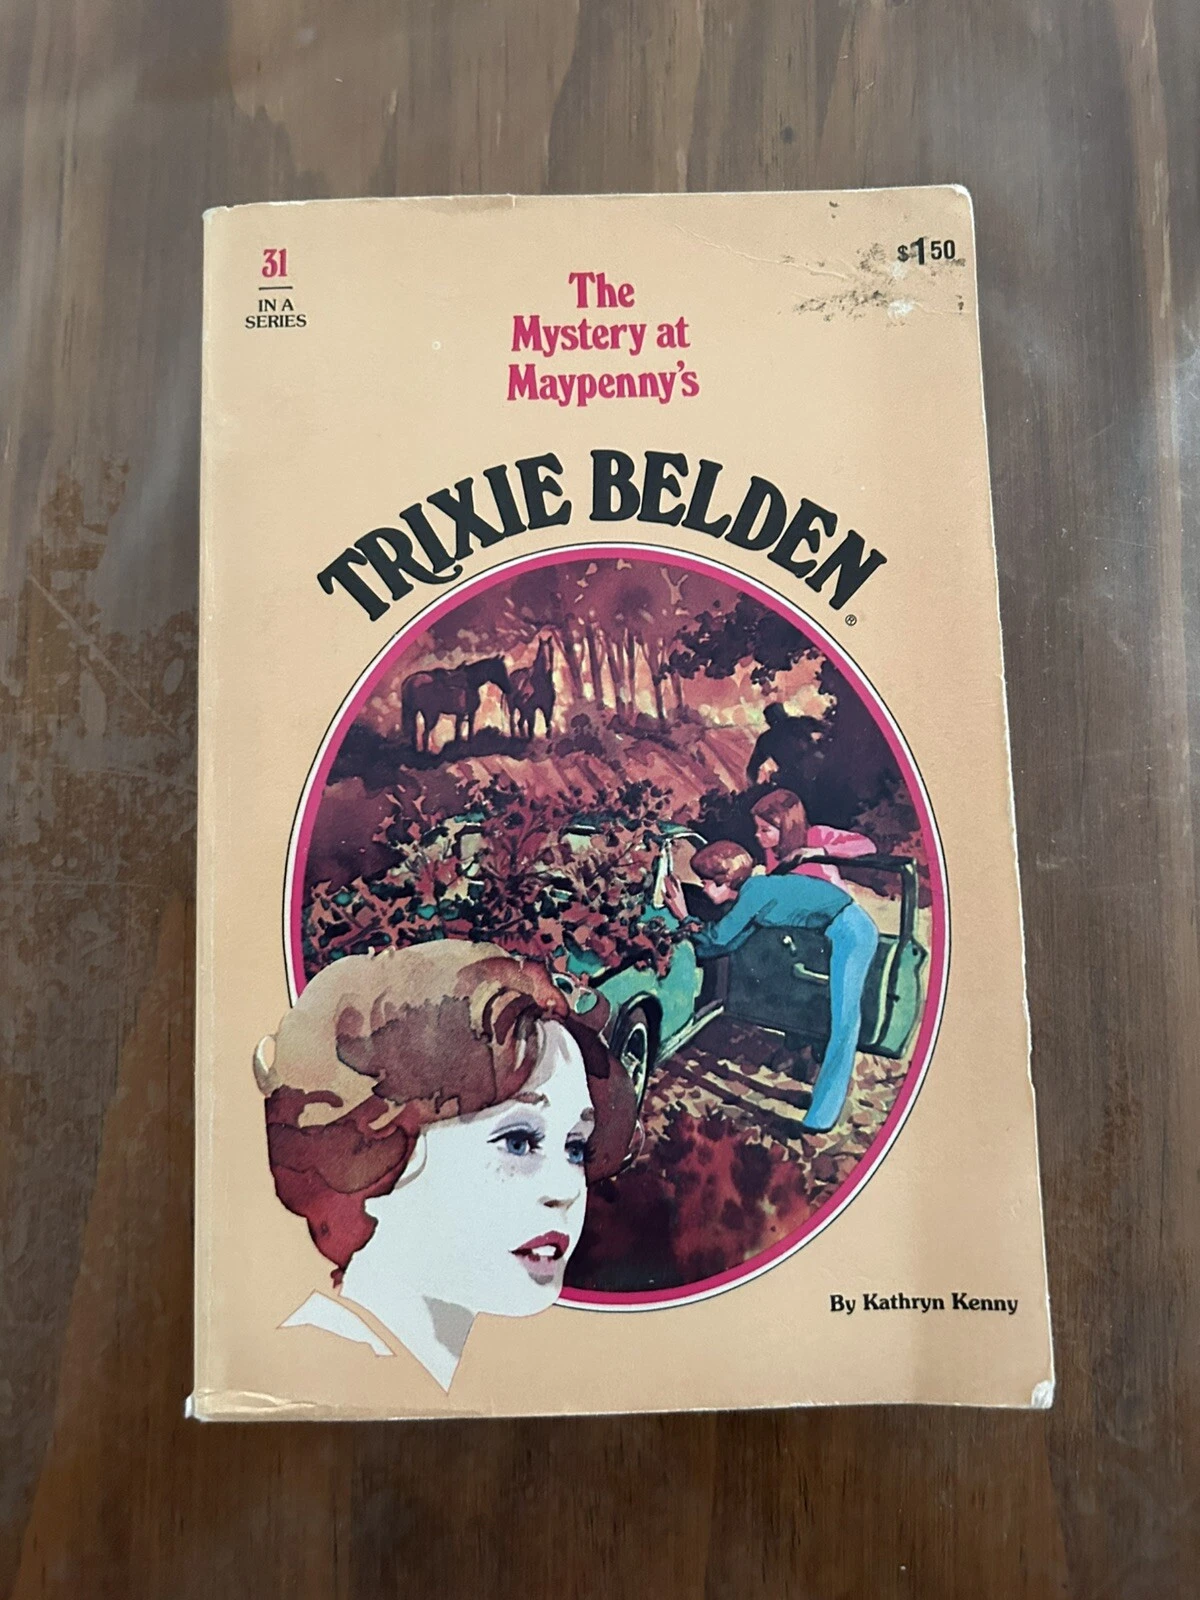 31
IN A
SERIES
$1.50
The
Mystery at
Maypenny's
TRIXIE BELDEN®
By Kathryn Kenny